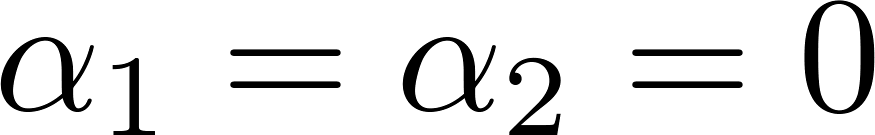 α₁ = α₂ = 0